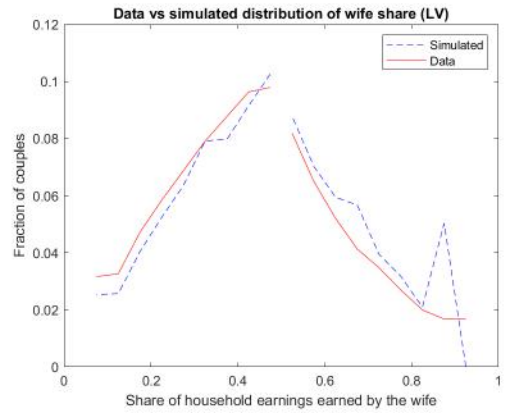 Data vs simulated distribution of wife share (LV)
0.12
0.1
0.08
0.06
0.04
0.02
0
Simulated
Data
Fraction of couples
0
0.2
0.4
0.6
0.8
1
Share of household earnings earned by the wife